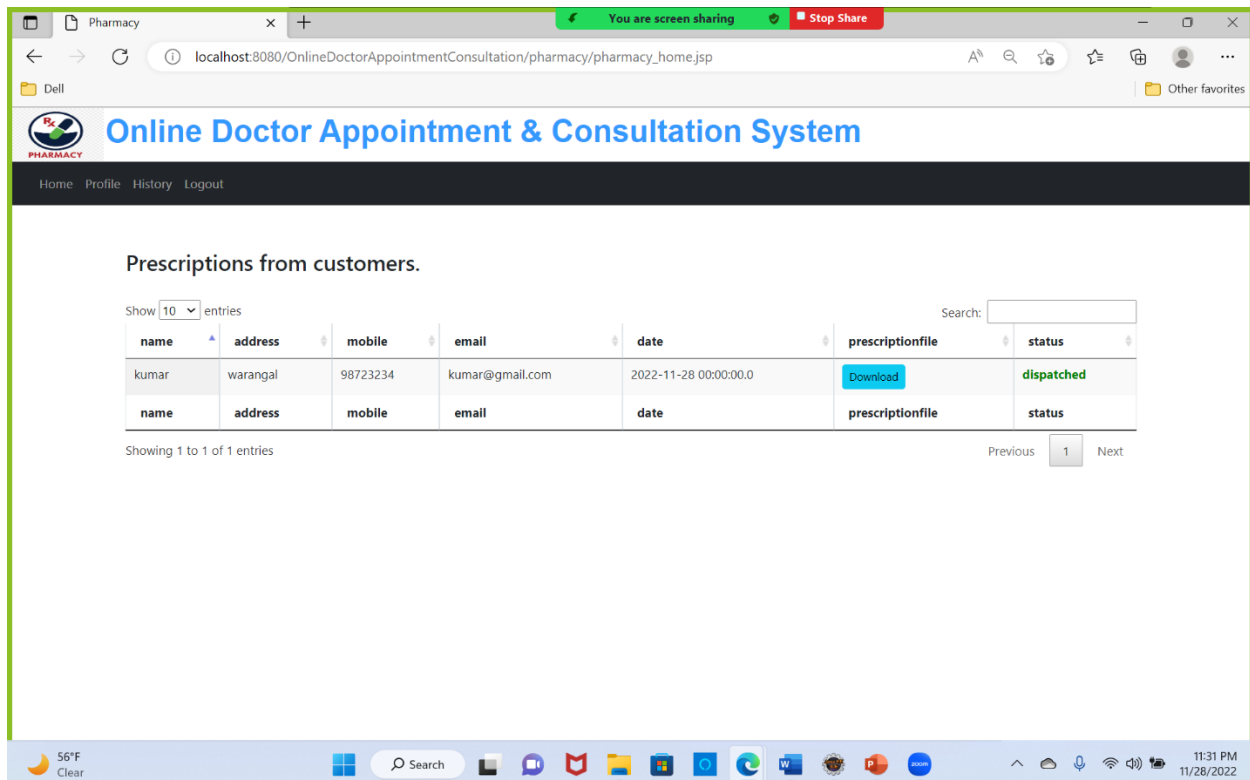 Pharmacy
You are screen sharing
Stop Share
localhost:8080/OnlineDoctorAppointmentConsultation/pharmacy/pharmacy_home.jsp
Dell
Other favorites
Rx
PHARMACY
Online Doctor Appointment & Consultation System
Home Profile History Logout
Prescriptions from customers.
Show 10 entries
Search:
name address mobile email date prescriptionfile status
kumar warangal 98723234 kumar@gmail.com 2022-11-28 00:00:00.0 Download dispatched
name address mobile email date prescriptionfile status
Showing 1 to 1 of 1 entries
Previous 1 Next
56°F
Clear
Search
zoom
11:31 PM
11/28/2022